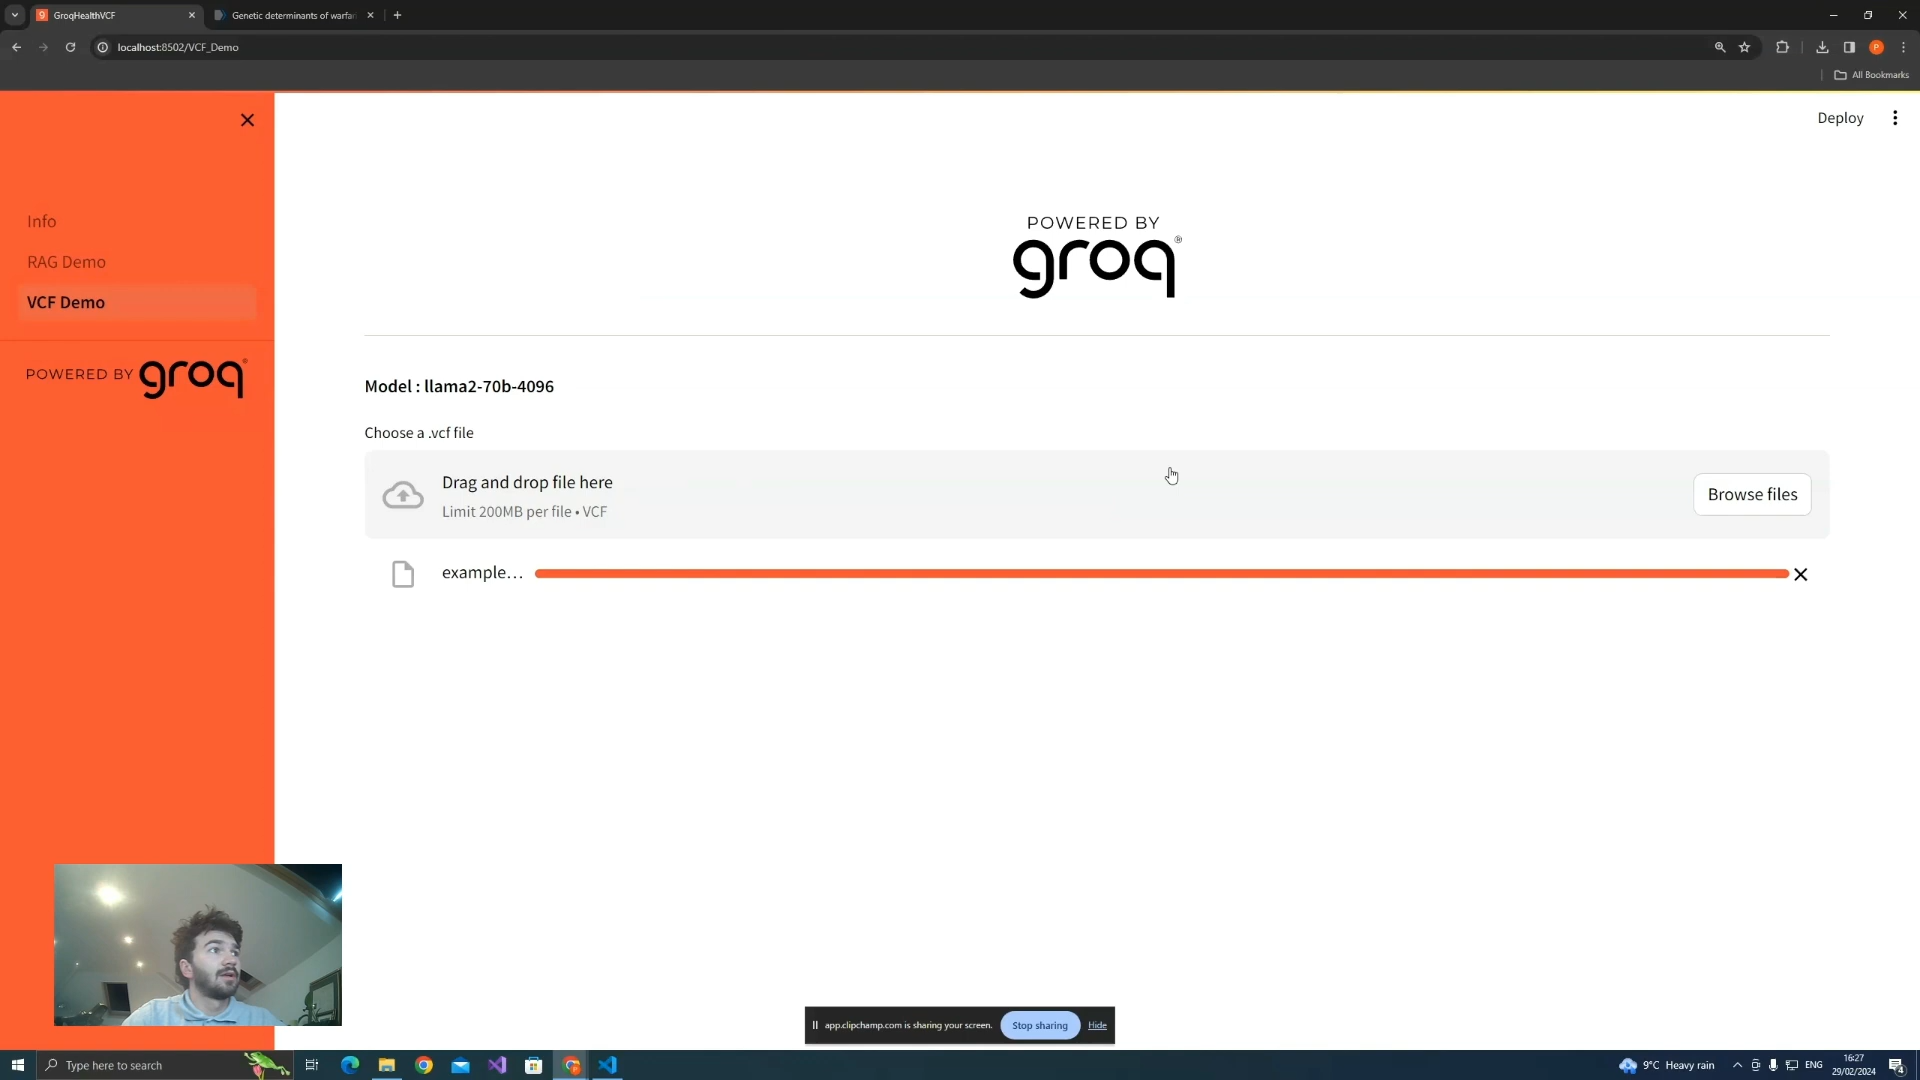 GroqHealthVCF
Genetic determinants of warfar
localhost:8502/VCF_Demo
P
All Bookmarks
Deploy
Info
RAG Demo
VCF Demo
POWERED BY groq®
POWERED BY
groq®
Model : llama2-70b-4096
Choose a .vcf file
Drag and drop file here
Limit 200MB per file • VCF
Browse files
example...
app.clipchamp.com is sharing your screen.
Stop sharing
Hide
Type here to search
9°C Heavy rain
ENG
16:27
29/02/2024
4